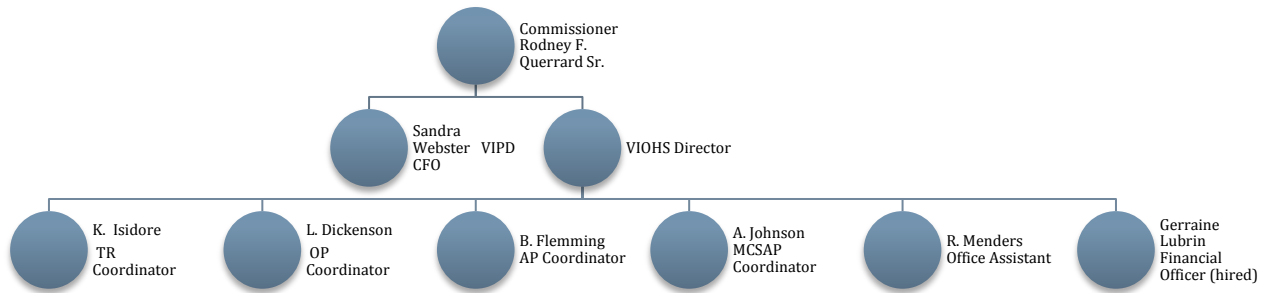 Commissioner
Rodney F.
Querrard Sr.
Sandra
Webster VIPD
CFO
VIOHS Director
K. Isidore
TR
Coordinator
L. Dickenson
OP
Coordinator
B. Flemming
AP Coordinator
A. Johnson
MCSAP
Coordinator
R. Menders
Office Assistant
Gerraine
Lubrin
Financial
Officer (hired)